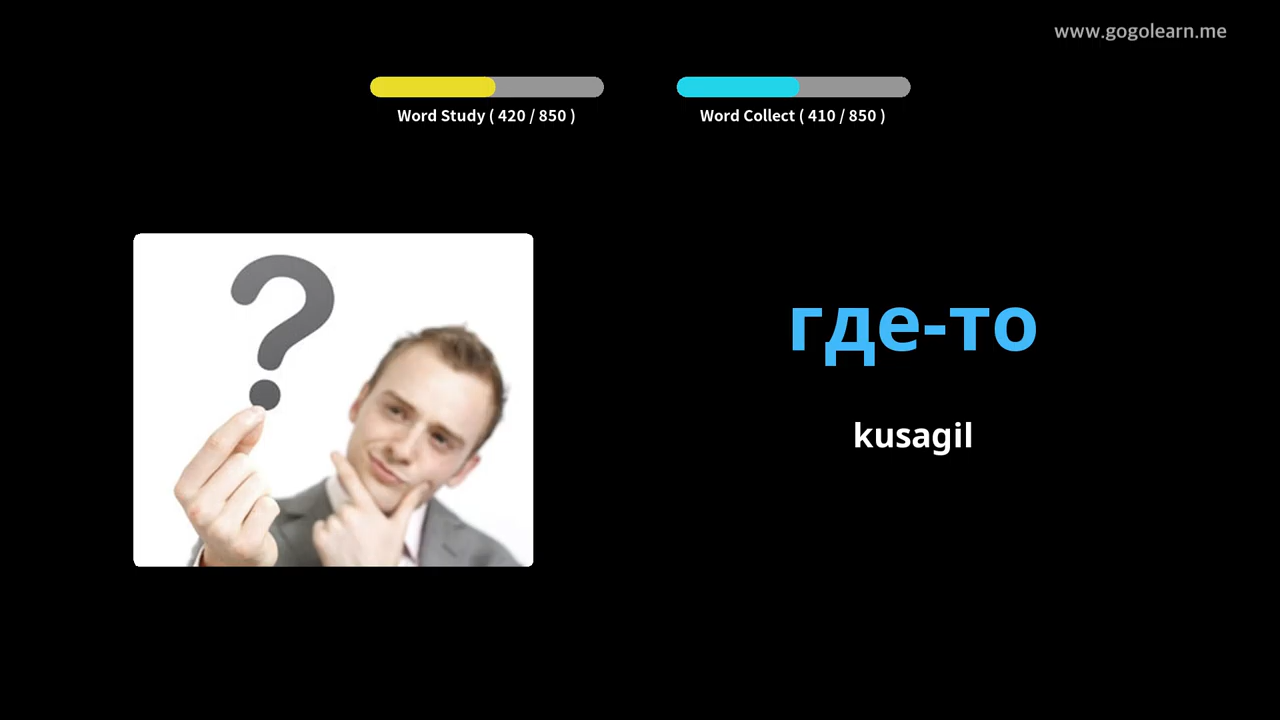 www.gogolearn.me
Word Study ( 420 / 850 )
Word Collect ( 410 / 850 )
?
где-то
kusagil